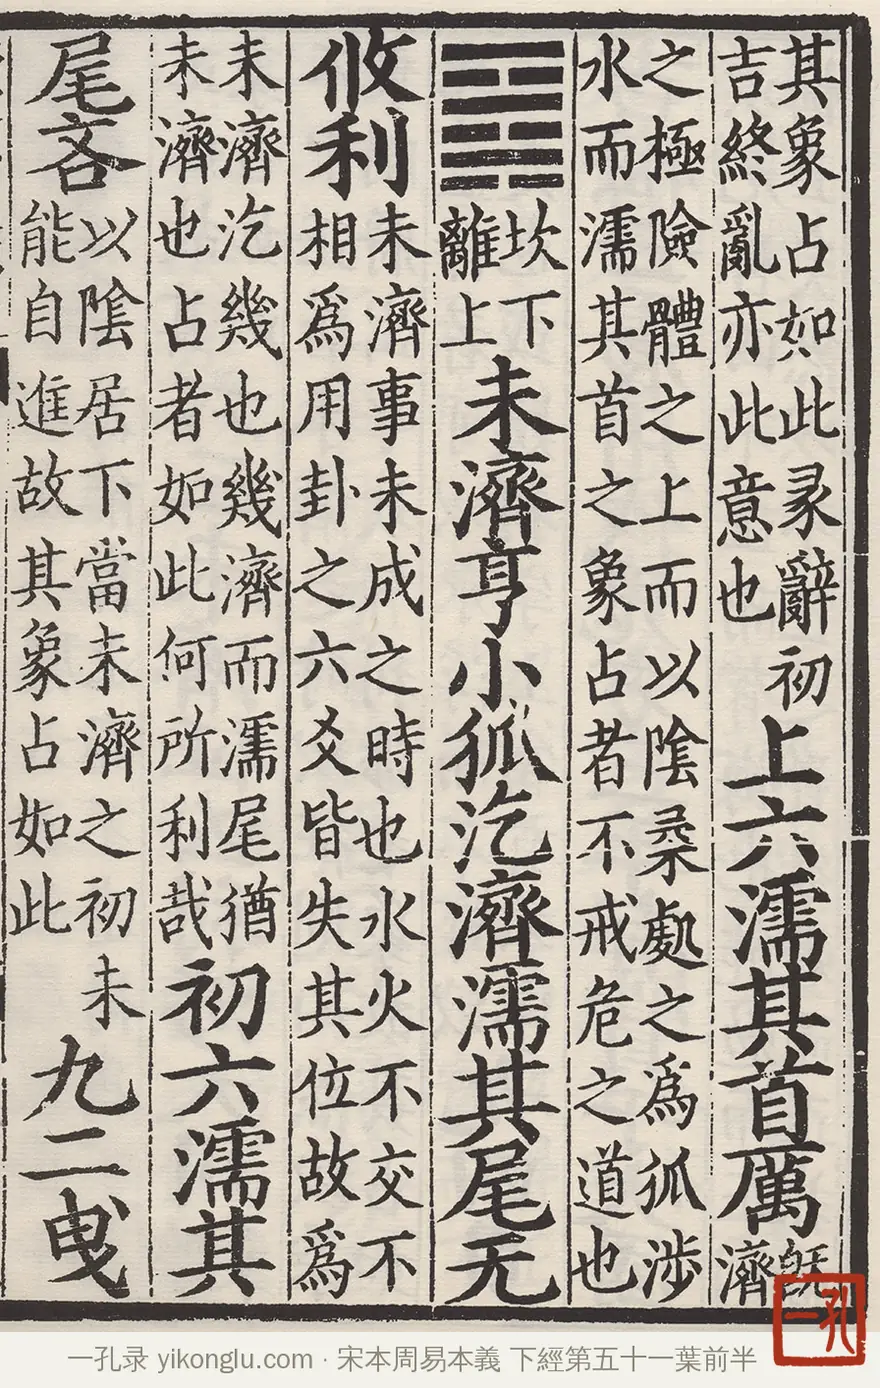 其象占如此彖辭初吉終亂亦此意也上六濡其首厲既濟
之極險體之上而以陰柔處之爲狐涉水而濡其首之象占者不戒危之道也
坎下離上未濟亨小狐汔濟濡其尾无
攸利未濟事未成之時也水火不交不相爲用卦之六爻皆失其位故爲
未濟汔幾也幾濟而濡尾猶未濟也占者如此何所利哉初六濡其
尾吝以陰居下當未濟之初未能自進故其象占如此九二曳
一孔
一孔录 yikonglu.com · 宋本周易本義 下經第五十一葉前半